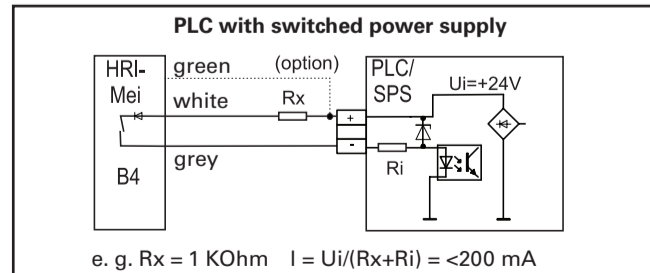 PLC with switched power supply
HRI-
Mei
B4
green
(option)
white
Rx
grey
+
-
PLC/
SPS
Ui=+24V
Ri
e. g. Rx = 1 KOhm I = Ui/(Rx+Ri) = <200 mA